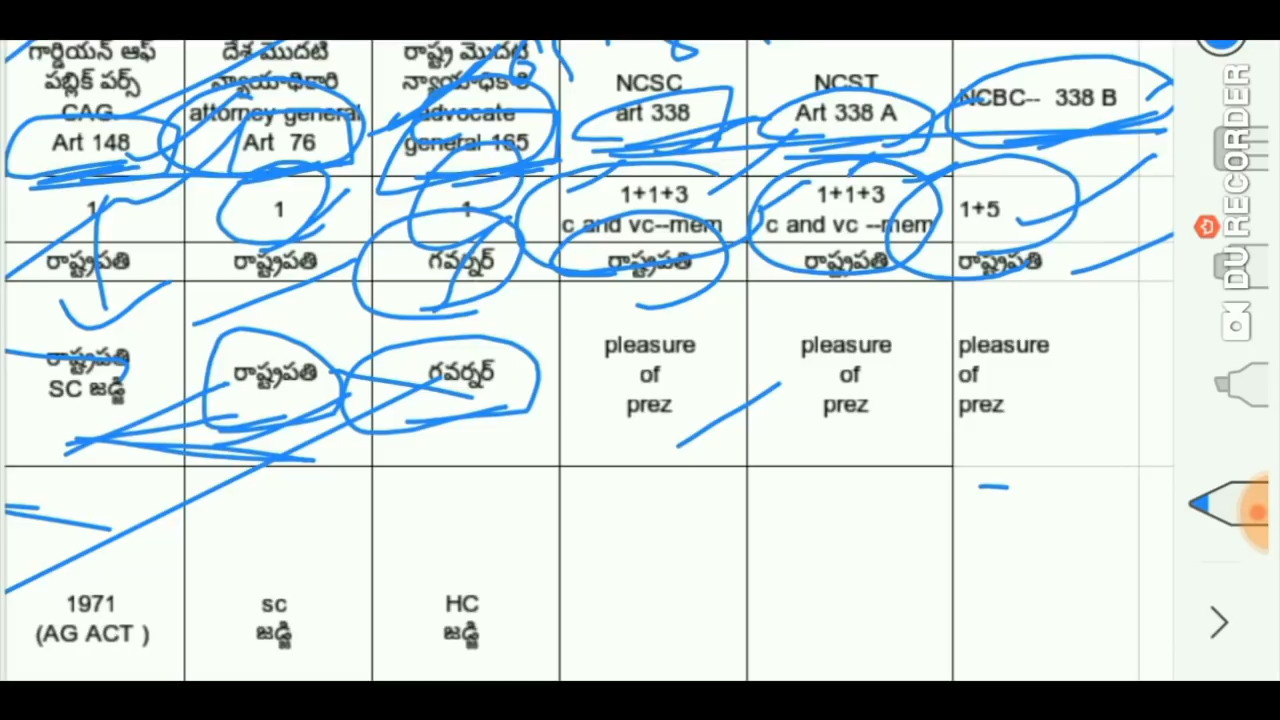 గార్డియన్ ఆఫ్
పబ్లిక్ పర్స్
CAG
Art 148
దేశ మొదటి
న్యాయాధికారి
attorney general
Art 76
రాష్ట్ర మొదటి
న్యాయాధికారి
advocate
general 165
NCSC
art 338
NCST
Art 338 A
NCBC-- 338 B
1
1
1
1+1+3
c and vc--mem
1+1+3
c and vc --mem
1+5
రాష్ట్రపతి
రాష్ట్రపతి
గవర్నర్
రాష్ట్రపతి
రాష్ట్రపతి
రాష్ట్రపతి
రాష్ట్రపతి
SC జడ్జి
రాష్ట్రపతి
గవర్నర్
pleasure
of
prez
pleasure
of
prez
pleasure
of
prez
1971
(AG ACT )
sc
జడ్జి
HC
జడ్జి
DU RECORDER